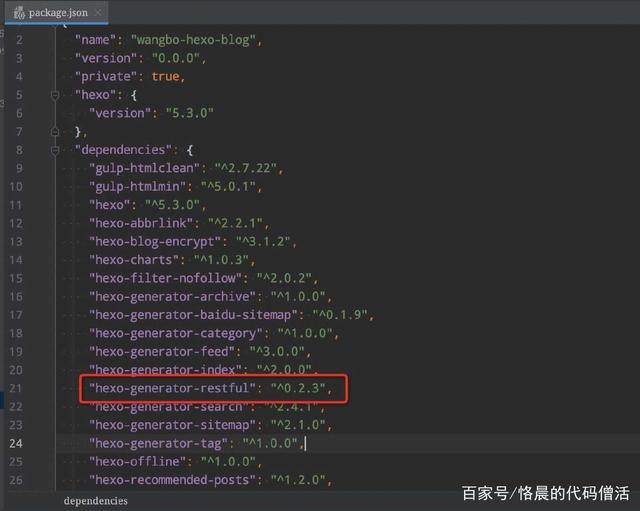 package.json
2 "name": "wangbo-hexo-blog",
3 "version": "0.0.0",
4 "private": true,
5 "hexo": {
6 "version": "5.3.0"
7 },
8 "dependencies": {
9 "gulp-htmlclean": "^2.7.22",
10 "gulp-htmlmin": "^5.0.1",
11 "hexo": "^5.3.0",
12 "hexo-abbrlink": "^2.2.1",
13 "hexo-blog-encrypt": "^3.1.2",
14 "hexo-charts": "^1.0.3",
15 "hexo-filter-nofollow": "^2.0.2",
16 "hexo-generator-archive": "^1.0.0",
17 "hexo-generator-baidu-sitemap": "^0.1.9",
18 "hexo-generator-category": "^1.0.0",
19 "hexo-generator-feed": "^3.0.0",
20 "hexo-generator-index": "^2.0.0",
21 "hexo-generator-restful": "^0.2.3",
22 "hexo-generator-search": "^2.4.1",
23 "hexo-generator-sitemap": "^2.1.0",
24 "hexo-generator-tag": "^1.0.0",
25 "hexo-offline": "^1.0.0",
26 "hexo-recommended-posts": "^1.2.0",
dependencies
百家号/恪晨的代码僧活